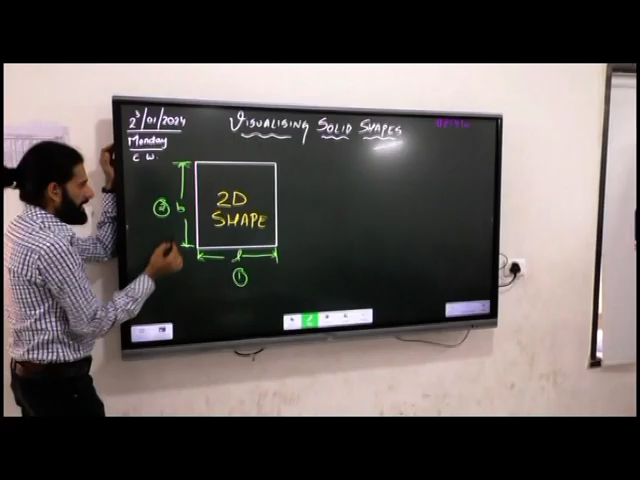 23/01/2024
Monday
C W.
VISUALISING SOLID SHAPES
2D
SHAPE
② b
l
①